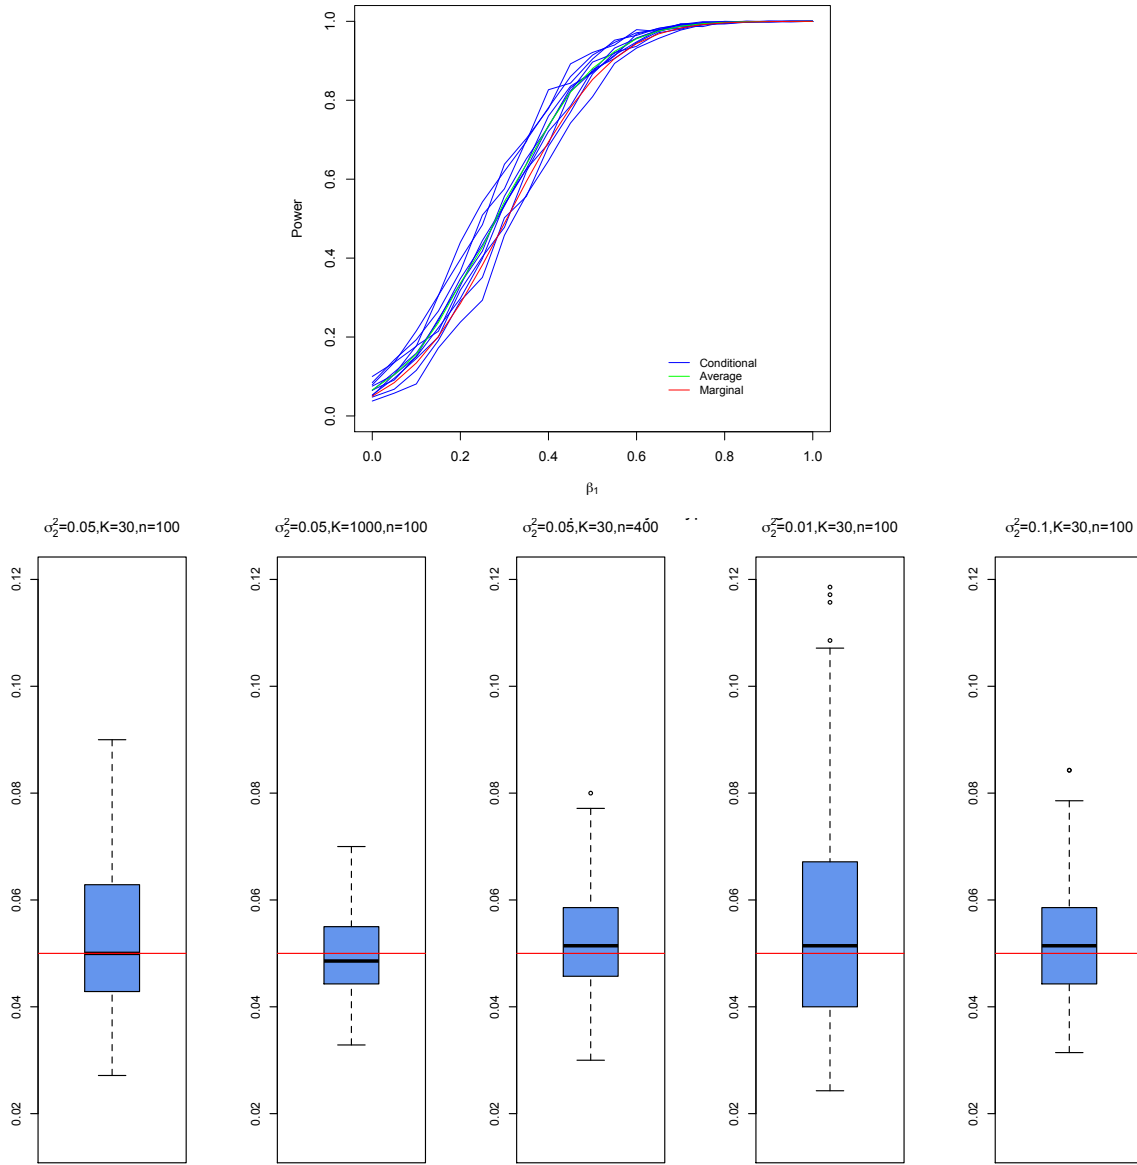 1.0
0.8
0.6
0.4
0.2
0.0
Power
Conditional
Average
Marginal
0.0 0.2 0.4 0.6 0.8 1.0
β₁
σ₂²=0.05,K=30,n=100 σ₂²=0.05,K=1000,n=100 σ₂²=0.05,K=30,n=400 σ₂²=0.01,K=30,n=100 σ₂²=0.1,K=30,n=100
0.12 0.12 0.12 0.12 0.12
0.10 0.10 0.10 0.10 0.10
0.08 0.08 0.08 0.08 0.08
0.06 0.06 0.06 0.06 0.06
0.04 0.04 0.04 0.04 0.04
0.02 0.02 0.02 0.02 0.02